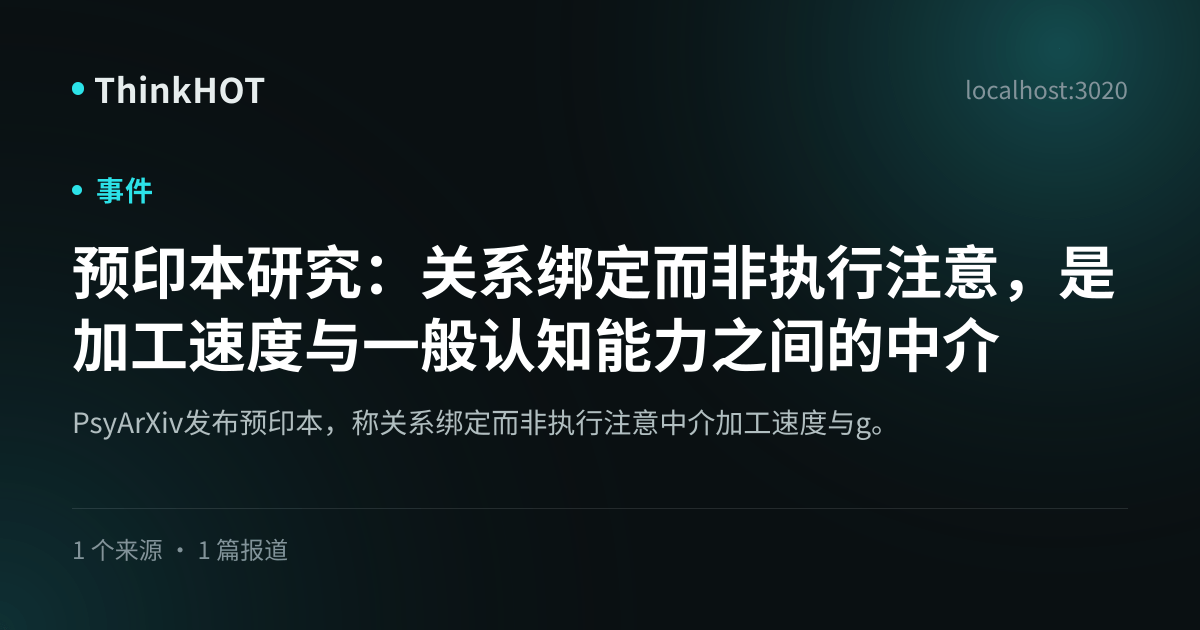 ThinkHOT
localhost:3020
事件
预印本研究：关系绑定而非执行注意，是
加工速度与一般认知能力之间的中介
PsyArXiv发布预印本，称关系绑定而非执行注意中介加工速度与g。
1 个来源 · 1 篇报道